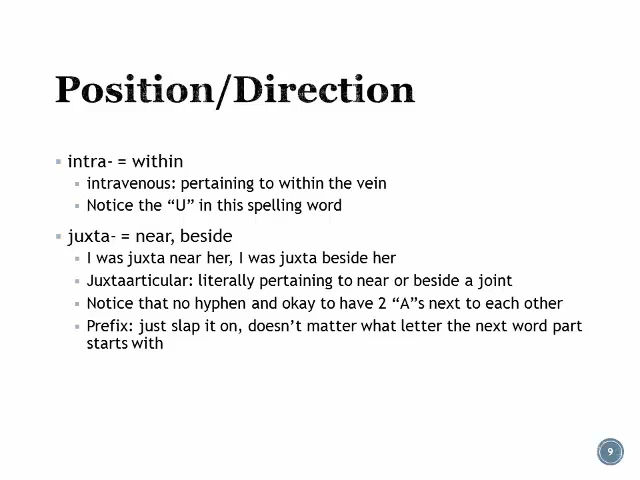 Position/Direction
intra- = within
intravenous: pertaining to within the vein
Notice the “U” in this spelling word
juxta- = near, beside
I was juxta near her, I was juxta beside her
Juxtaarticular: literally pertaining to near or beside a joint
Notice that no hyphen and okay to have 2 “A”s next to each other
Prefix: just slap it on, doesn’t matter what letter the next word part
starts with
9